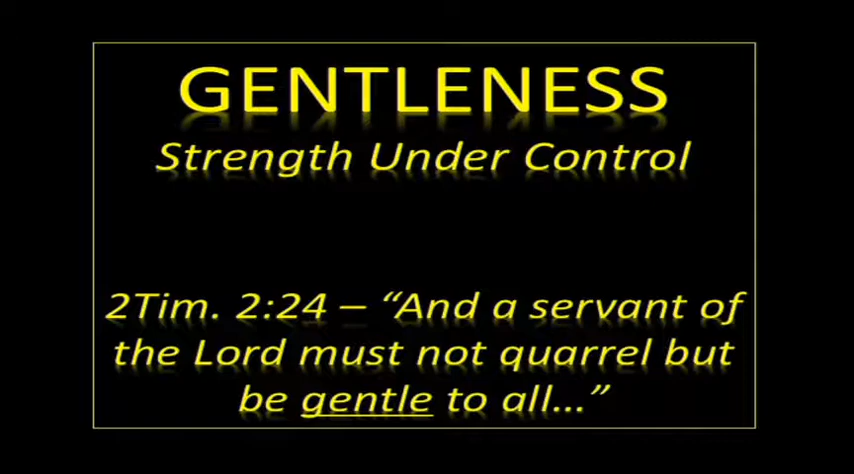 GENTLENESS
Strength Under Control
2Tim. 2:24 – “And a servant of
the Lord must not quarrel but
be gentle to all…”